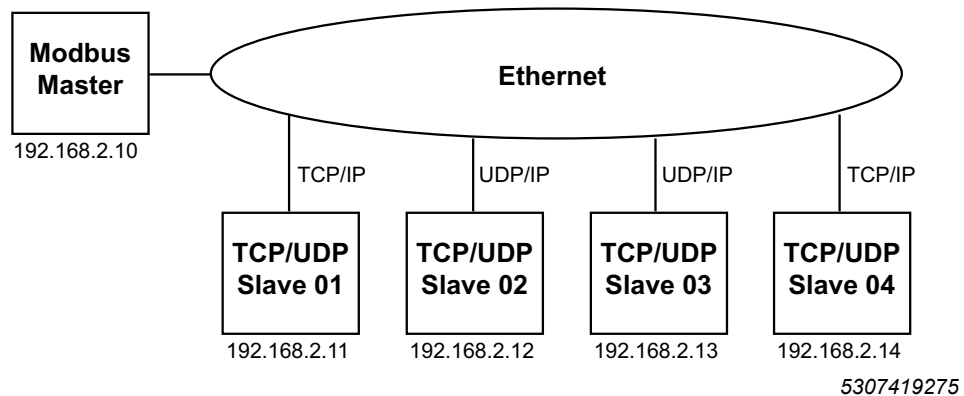 Modbus
Master
Ethernet
192.168.2.10
TCP/IP
UDP/IP
UDP/IP
TCP/IP
TCP/UDP
Slave 01
TCP/UDP
Slave 02
TCP/UDP
Slave 03
TCP/UDP
Slave 04
192.168.2.11
192.168.2.12
192.168.2.13
192.168.2.14
5307419275